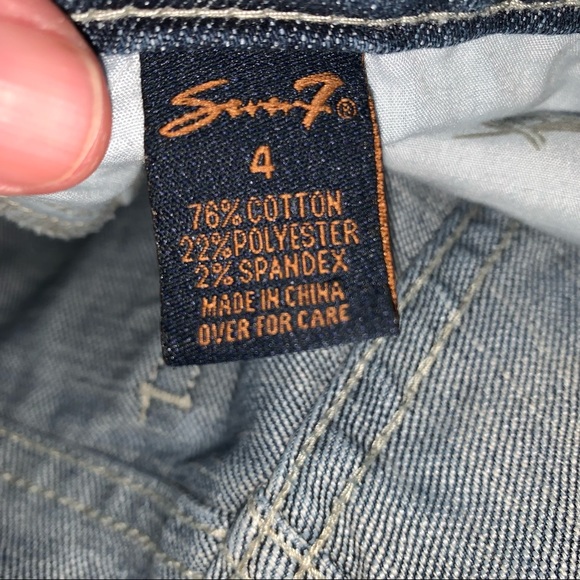 Seven7®
4
76% COTTON
22% POLYESTER
2% SPANDEX
MADE IN CHINA
OVER FOR CARE